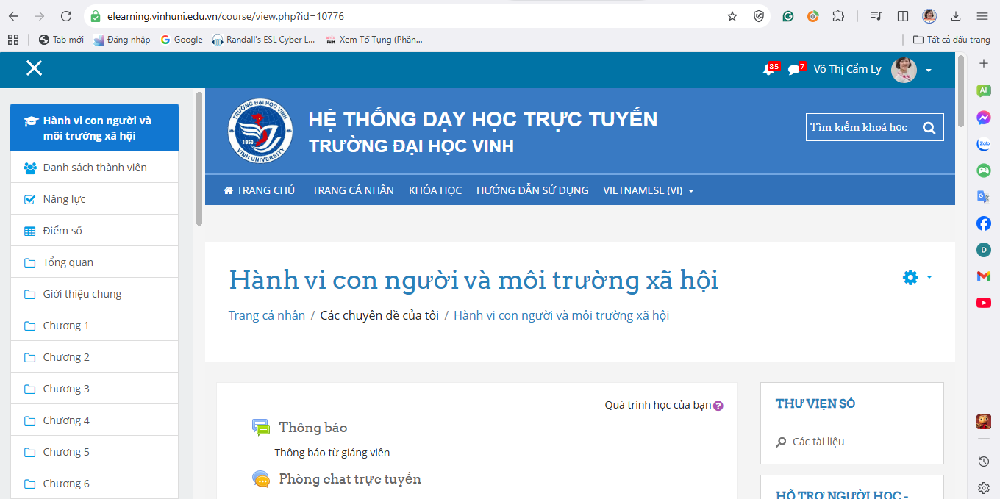 elearning.vinhuni.edu.vn/course/view.php?id=10776
Tab mới
Đăng nhập
Google
Randall's ESL Cyber L...
Xem Tố Tụng (Phần...
Tất cả dấu trang
85
7
Võ Thị Cẩm Ly
Hành vi con người và
môi trường xã hội
Danh sách thành viên
Năng lực
Điểm số
Tổng quan
Giới thiệu chung
Chương 1
Chương 2
Chương 3
Chương 4
Chương 5
Chương 6
TRƯỜNG ĐẠI HỌC VINH
1959
VINH UNIVERSITY
HỆ THỐNG DẠY HỌC TRỰC TUYẾN
TRƯỜNG ĐẠI HỌC VINH
Tìm kiếm khoá học
TRANG CHỦ
TRANG CÁ NHÂN
KHÓA HỌC
HƯỚNG DẪN SỬ DỤNG
VIETNAMESE (VI)
Hành vi con người và môi trường xã hội
Trang cá nhân / Các chuyên đề của tôi / Hành vi con người và môi trường xã hội
Quá trình học của bạn
Thông báo
Thông báo từ giảng viên
Phòng chat trực tuyến
THƯ VIỆN SỐ
Các tài liệu
HỖ TRỢ NGƯỜI HỌC -
AI
Zalo
D